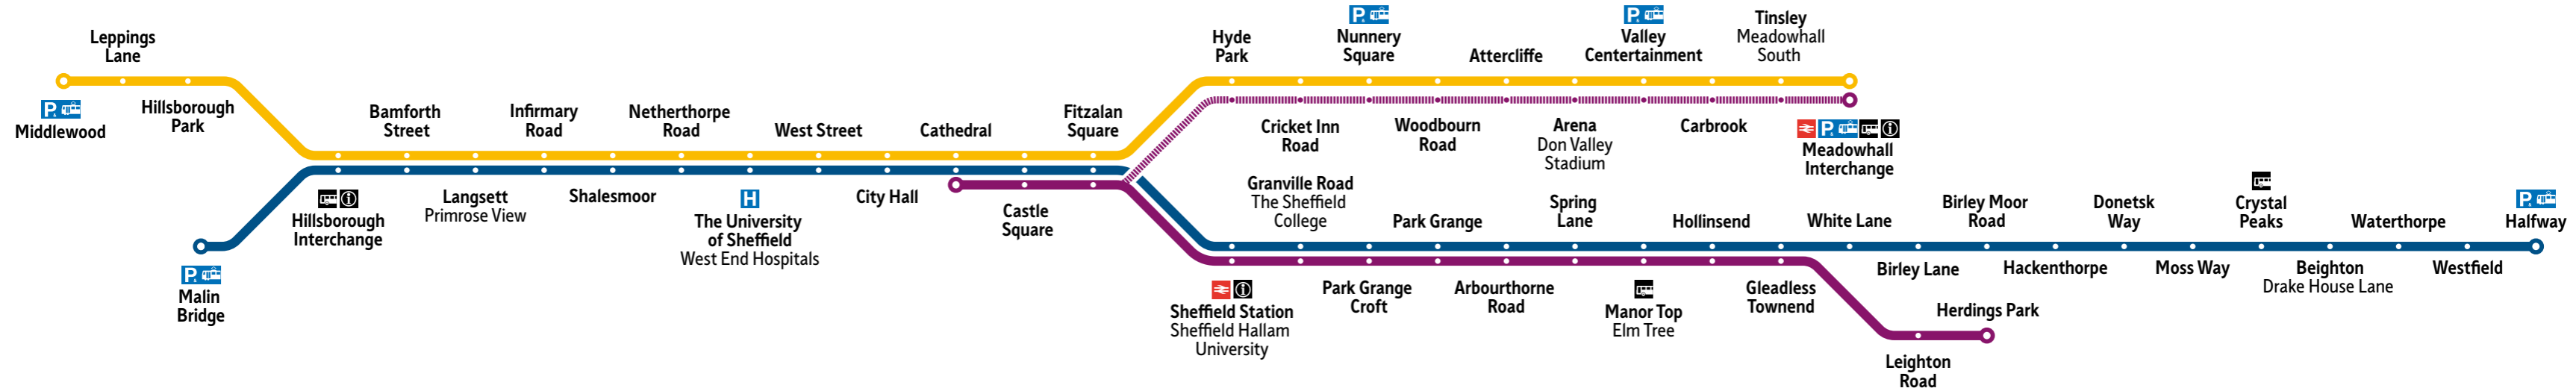 Leppings
Lane
P
Middlewood
Hillsborough
Park
P
Malin
Bridge
Hillsborough
Interchange
Bamforth
Street
Langsett
Primrose View
Infirmary
Road
Shalesmoor
Netherthorpe
Road
H
The University
of Sheffield
West End Hospitals
West Street
City Hall
Cathedral
Castle
Square
Fitzalan
Square
Hyde
Park
Cricket Inn
Road
P
Nunnery
Square
Woodbourn
Road
Attercliffe
Arena
Don Valley
Stadium
P
Valley
Centertainment
Carbrook
Tinsley
Meadowhall
South
P
i
Meadowhall
Interchange
i
Sheffield Station
Sheffield Hallam
University
Granville Road
The Sheffield
College
Park Grange
Croft
Park Grange
Arbourthorne
Road
Spring
Lane
Manor Top
Elm Tree
Hollinsend
Gleadless
Townend
White Lane
Birley Lane
Leighton
Road
Herdings Park
Birley Moor
Road
Hackenthorpe
Donetsk
Way
Moss Way
Crystal
Peaks
Beighton
Drake House Lane
Waterthorpe
Westfield
P
Halfway